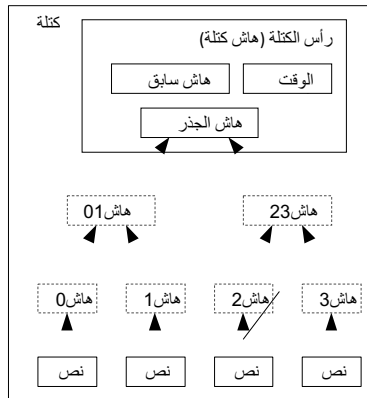 كتلة
رأس الكتلة (هاش كتلة)
هاش سابق الوقت
هاش الجذر
هاش01 هاش23
هاش0 هاش1 هاش2 هاش3
نص نص نص نص